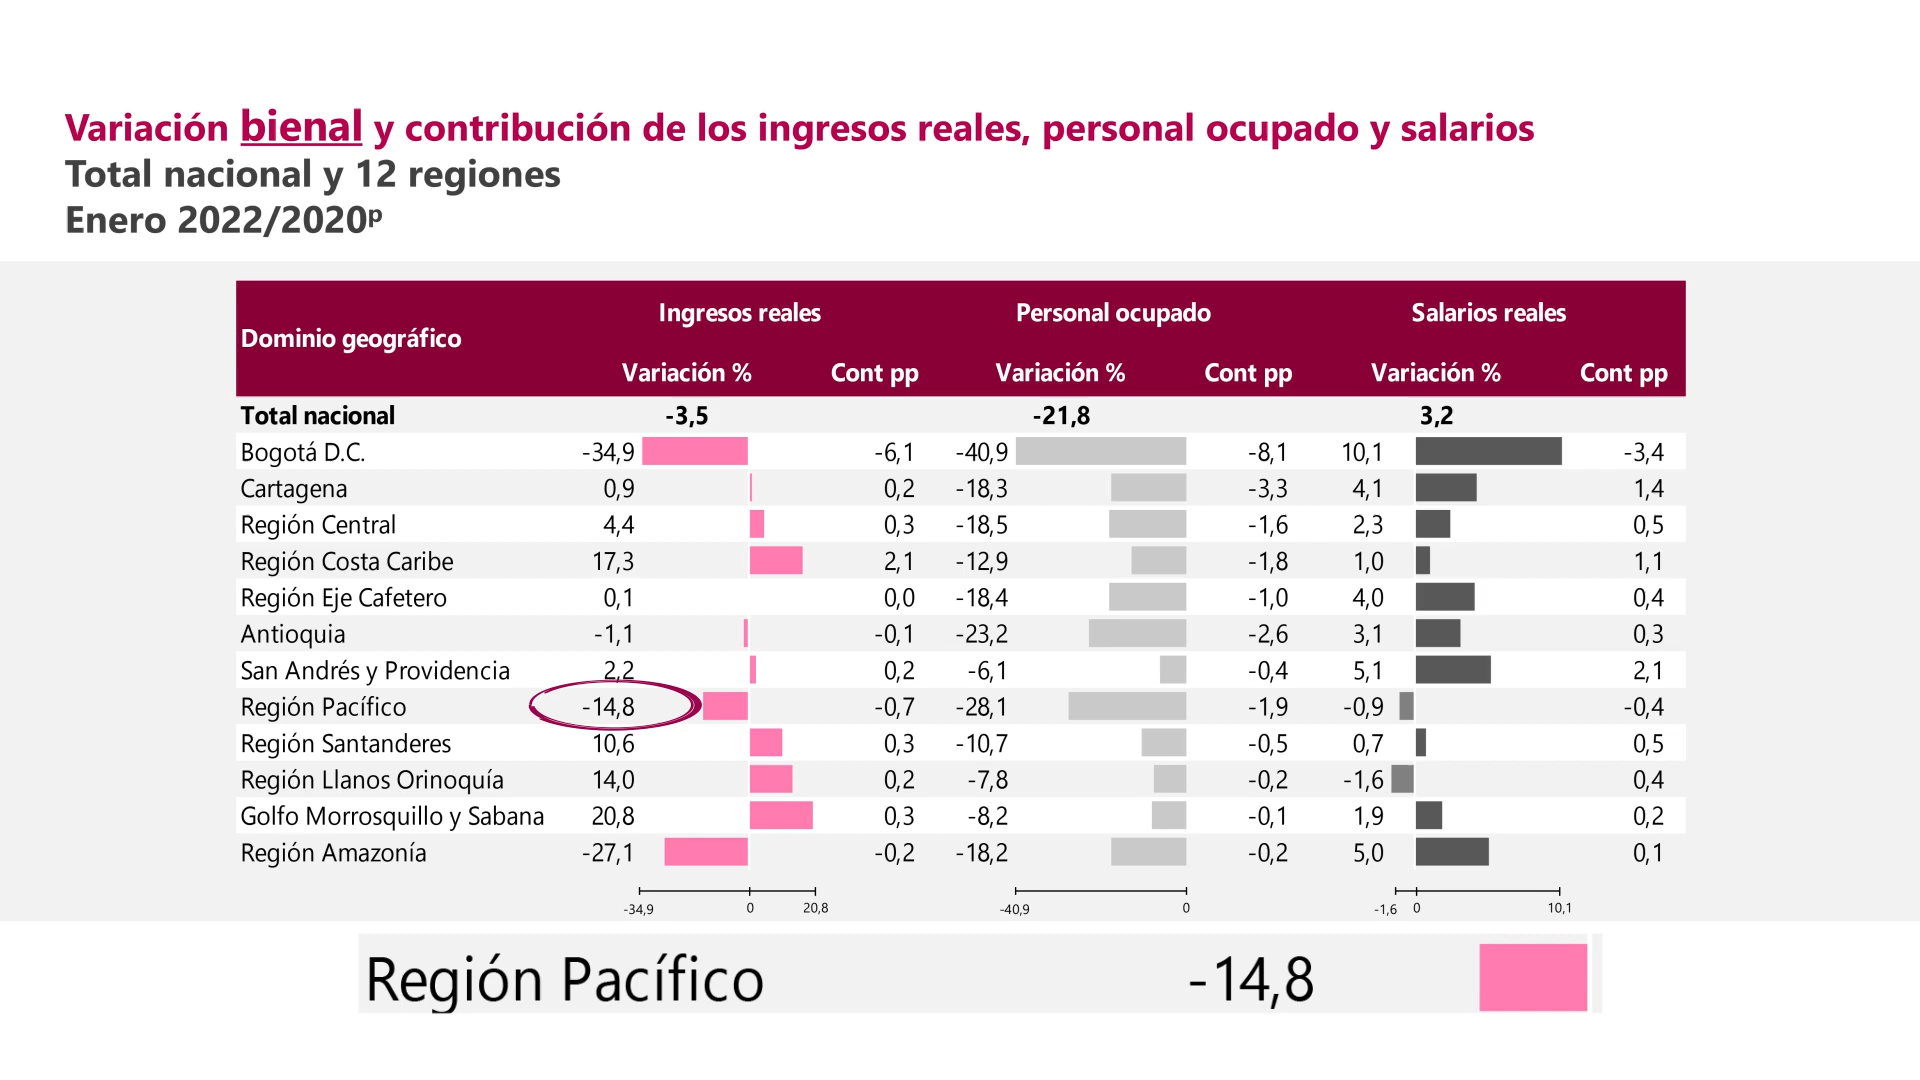 Variación bienal y contribución de los ingresos reales, personal ocupado y salarios
Total nacional y 12 regiones
Enero 2022/2020ᵖ
Dominio geográfico Ingresos reales Personal ocupado Salarios reales
Variación % Cont pp Variación % Cont pp Variación % Cont pp
Total nacional -3,5 -21,8 3,2
Bogotá D.C. -34,9 -6,1 -40,9 -8,1 10,1 -3,4
Cartagena 0,9 0,2 -18,3 -3,3 4,1 1,4
Región Central 4,4 0,3 -18,5 -1,6 2,3 0,5
Región Costa Caribe 17,3 2,1 -12,9 -1,8 1,0 1,1
Región Eje Cafetero 0,1 0,0 -18,4 -1,0 4,0 0,4
Antioquia -1,1 -0,1 -23,2 -2,6 3,1 0,3
San Andrés y Providencia 2,2 0,2 -6,1 -0,4 5,1 2,1
Región Pacífico -14,8 -0,7 -28,1 -1,9 -0,9 -0,4
Región Santanderes 10,6 0,3 -10,7 -0,5 0,7 0,5
Región Llanos Orinoquía 14,0 0,2 -7,8 -0,2 -1,6 0,4
Golfo Morrosquillo y Sabana 20,8 0,3 -8,2 -0,1 1,9 0,2
Región Amazonía -27,1 -0,2 -18,2 -0,2 5,0 0,1
-34,9 0 20,8 -40,9 0 -1,6 0 10,1
Región Pacífico -14,8